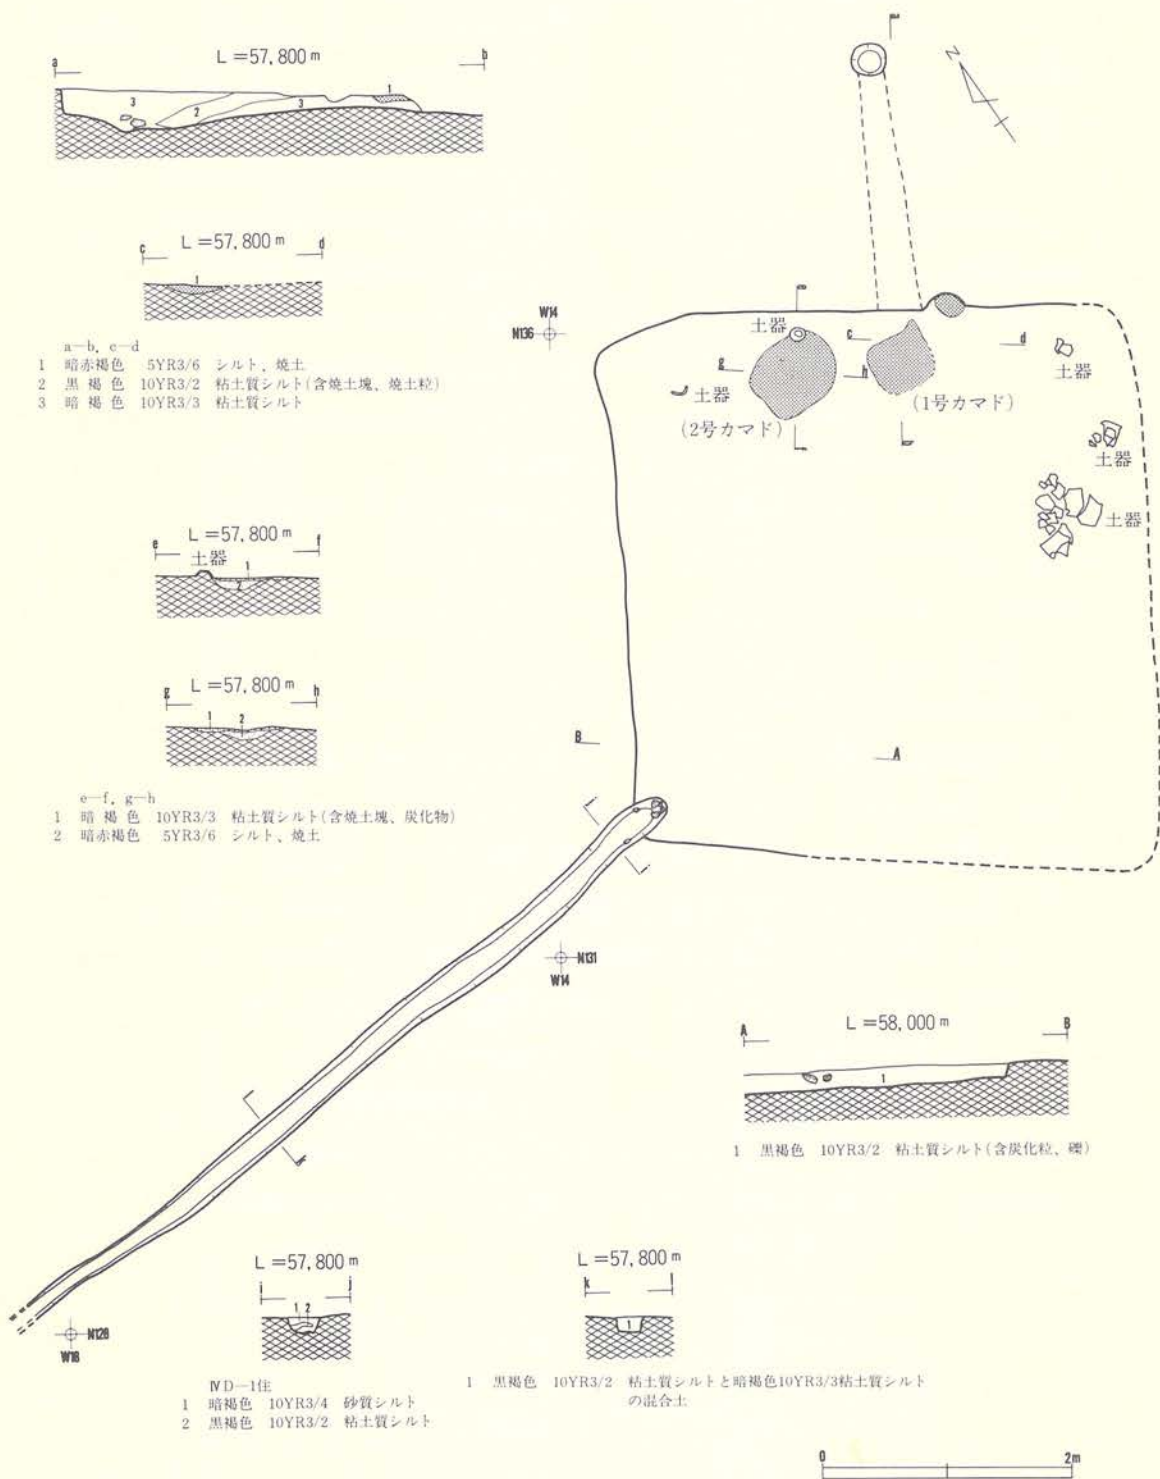 a L=57,800m b
1
3 2 3
c L=57,800m d
1
a—b, c—d
1 暗赤褐色 5YR3/6 シルト、焼土
2 黒褐色 10YR3/2 粘土質シルト(含焼土塊、焼土粒)
3 暗褐色 10YR3/3 粘土質シルト
N
W14
N136
土器
c
d
g
h
土器
土器
(1号カマド)
(2号カマド)
土器
土器
e L=57,800m f
土器 1
2
g L=57,800m h
1 2
e—f, g—h
1 暗褐色 10YR3/3 粘土質シルト(含焼土塊、炭化物)
2 暗赤褐色 5YR3/6 シルト、焼土
B
A
N131
W14
A L=58,000m B
1
1 黒褐色 10YR3/2 粘土質シルト(含炭化粒、礫)
N128
W18
L=57,800m
i j
1 2
ⅣD—1住
1 暗褐色 10YR3/4 砂質シルト
2 黒褐色 10YR3/2 粘土質シルト
L=57,800m
k l
1
1 黒褐色 10YR3/2 粘土質シルトと暗褐色10YR3/3粘土質シルト
の混合土
0 2m